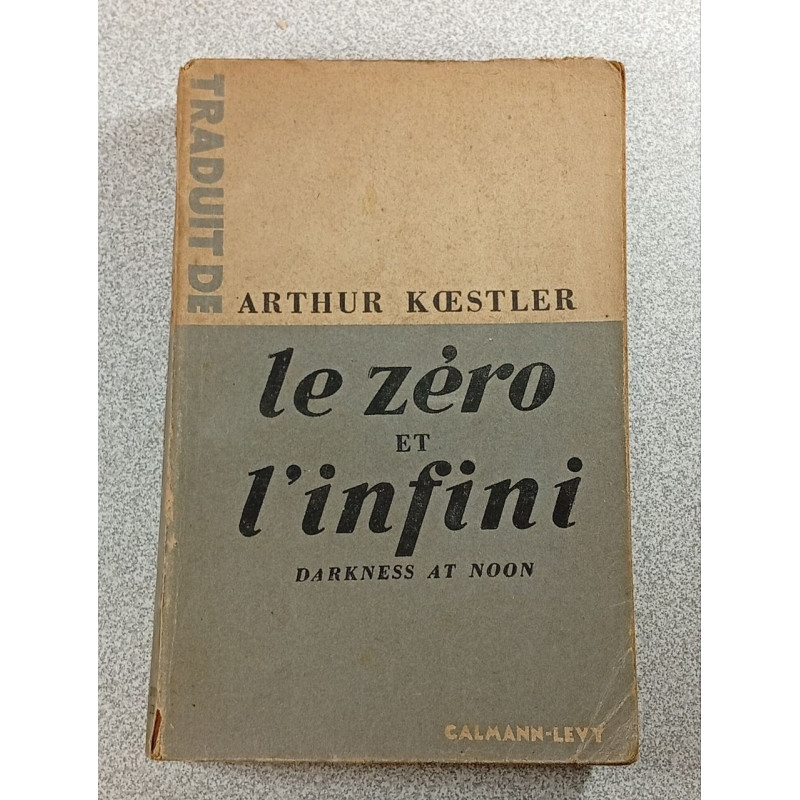 TRADUIT DE
ARTHUR KŒSTLER
le zéro
ET
l'infini
DARKNESS AT NOON
CALMANN-LEVY